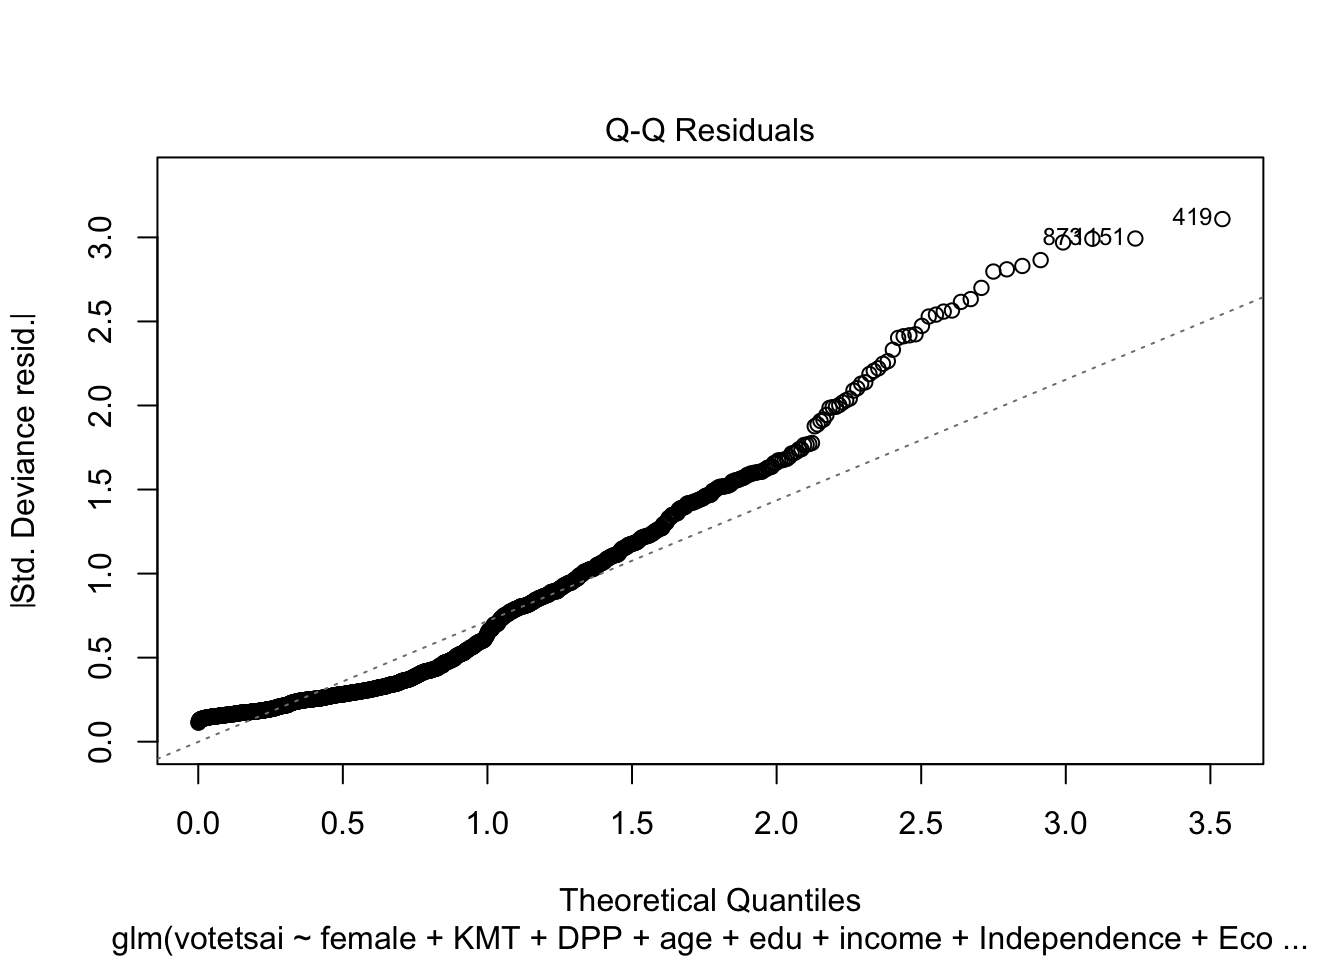 Q-Q Residuals
|Std. Deviance resid.|
3.0
2.5
2.0
1.5
1.0
0.5
0.0
419
873
1151
0.0 0.5 1.0 1.5 2.0 2.5 3.0 3.5
Theoretical Quantiles
glm(votetsai ~ female + KMT + DPP + age + edu + income + Independence + Eco ...